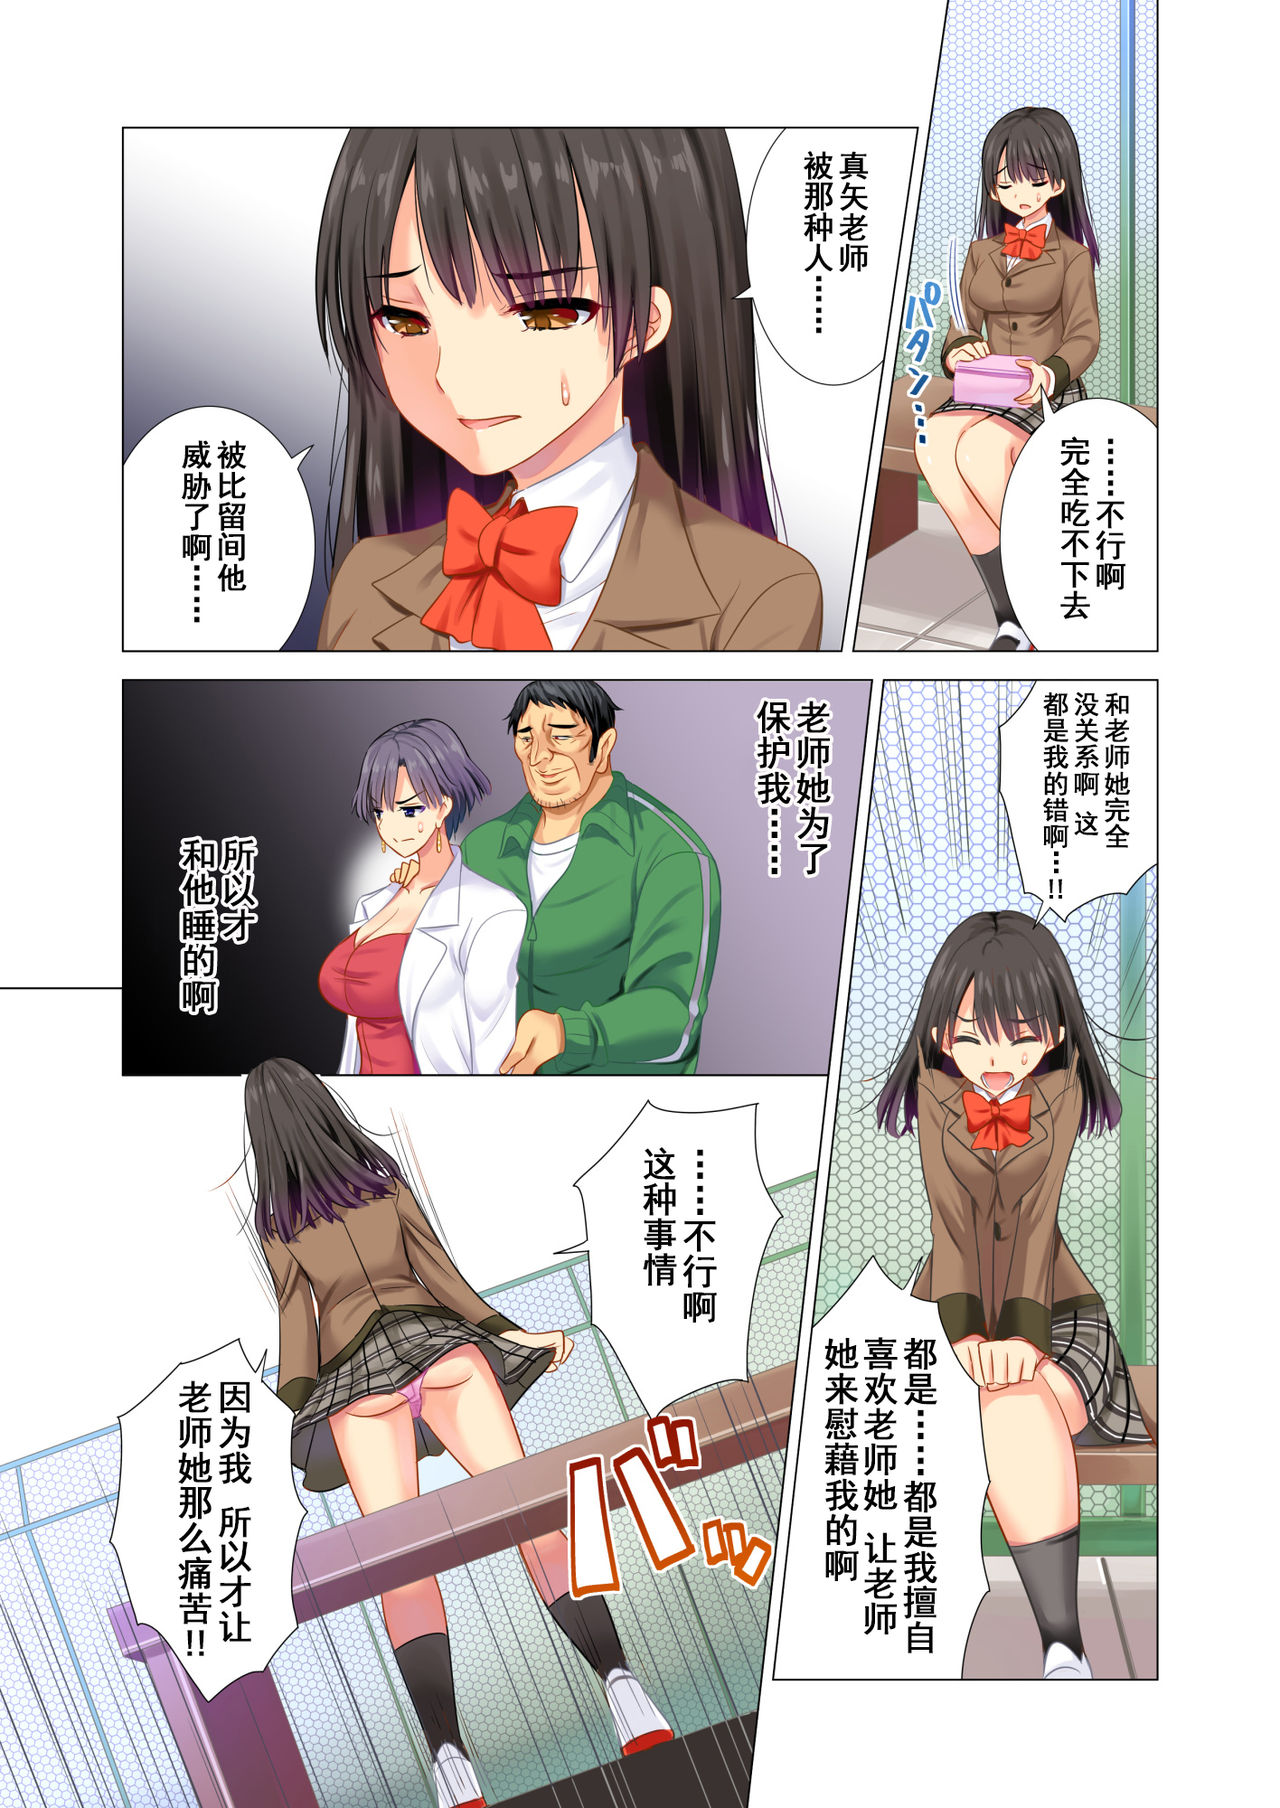 ……不行啊
完全吃不下去
パタン…
真矢老师
被那种人……
被比留间他
威胁了啊……
和老师她完全
没关系啊 这
都是我的错啊…!!
老师她为了
保护我……
所以才
和他睡的啊
都是……都是我擅自
喜欢老师她 让老师
她来慰藉我的啊
……不行啊
这种事情
バッ!!
因为我 所以才让
老师她那么痛苦!!